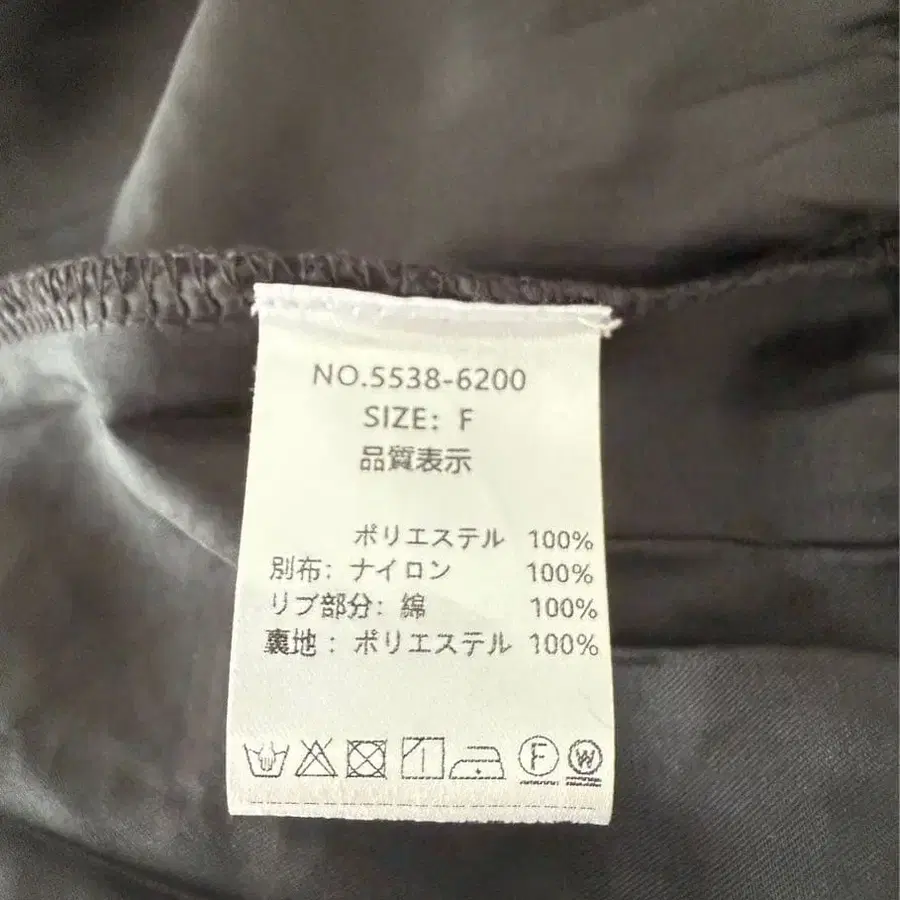 NO.5538-6200
SIZE: F
品質表示
ポリエステル 100%
別布: ナイロン 100%
リブ部分: 綿 100%
裏地: ポリエステル 100%
F W